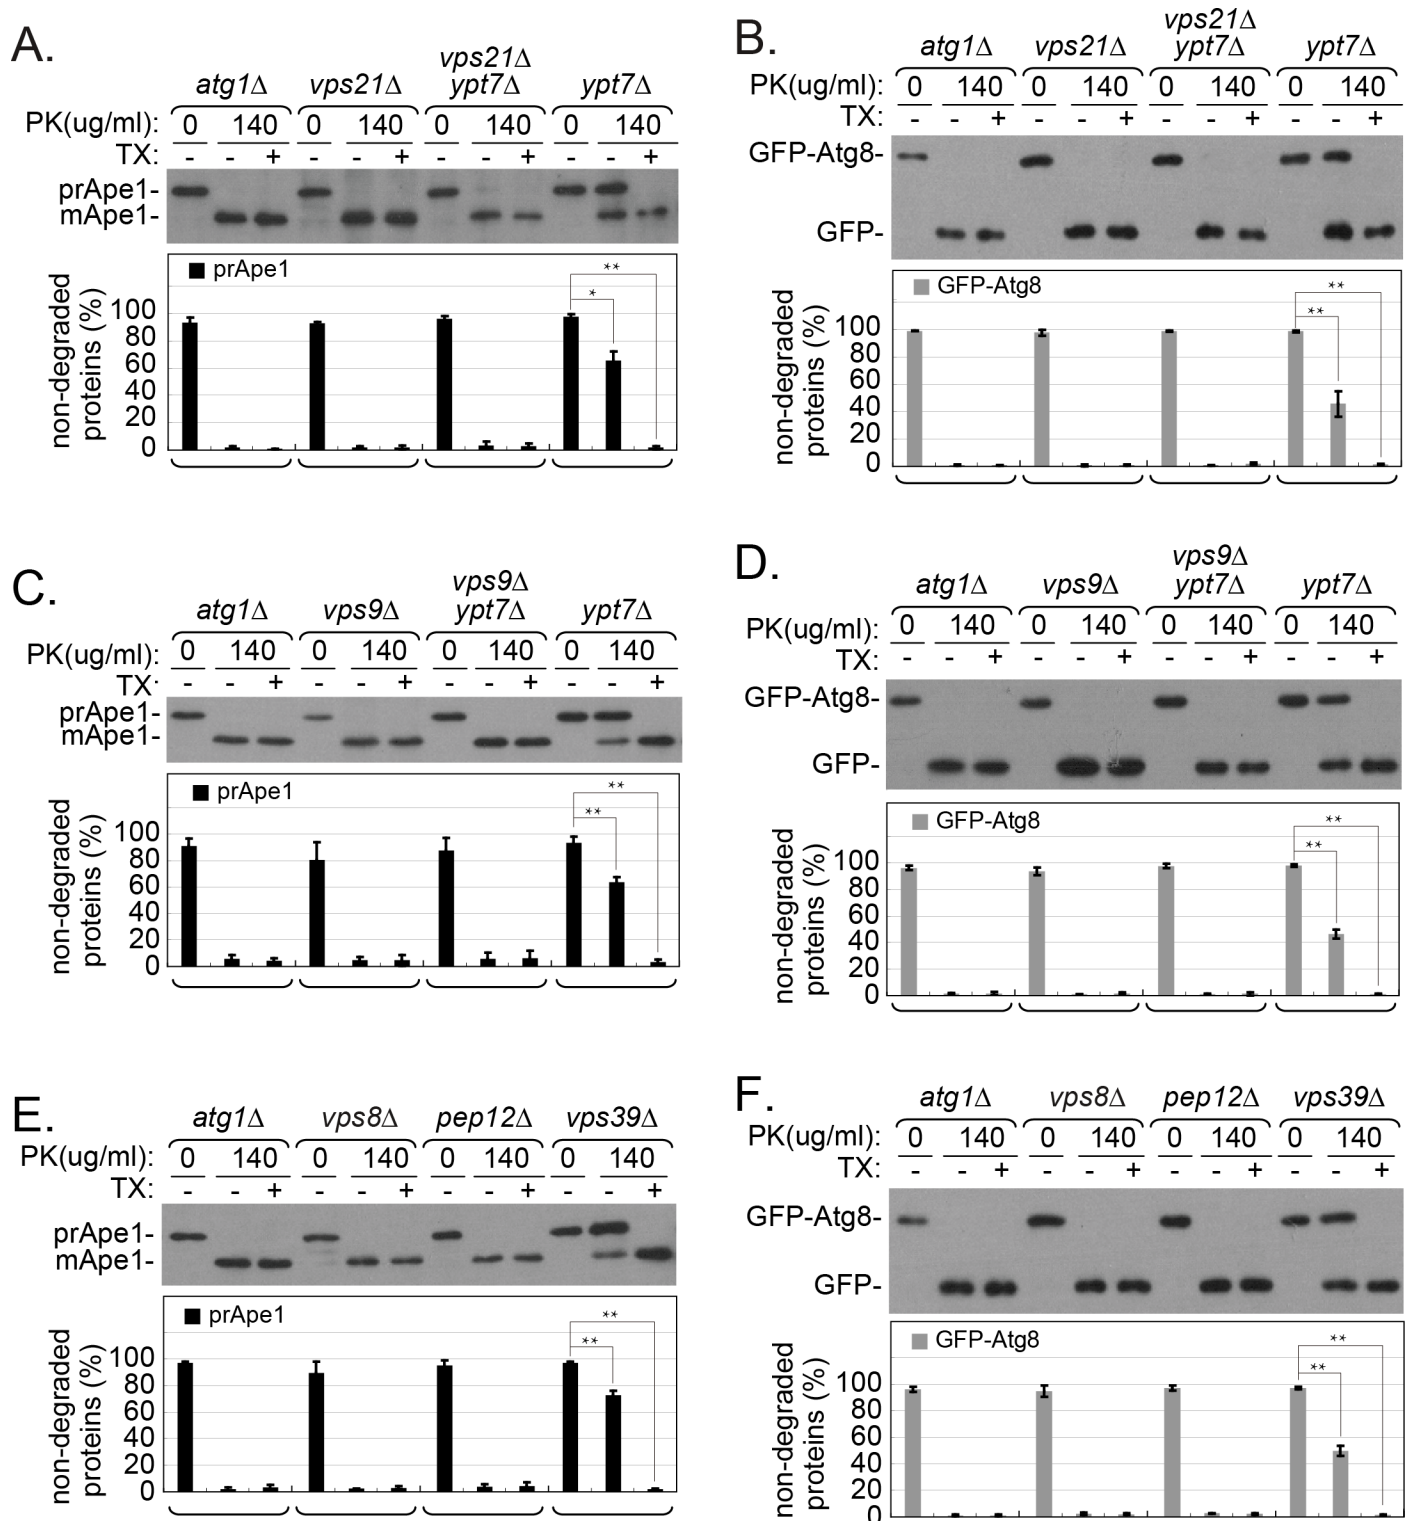 A.
vps21Δ
atg1Δ vps21Δ ypt7Δ ypt7Δ
PK(ug/ml): 0 140 0 140 0 140 0 140
TX: - - + - - + - - + - - +
prApe1-
mApe1-
prApe1
** 
*
non-degraded proteins (%)
100
80
60
40
20
0
B.
vps21Δ
atg1Δ vps21Δ ypt7Δ ypt7Δ
PK(ug/ml): 0 140 0 140 0 140 0 140
TX: - - + - - + - - + - - +
GFP-Atg8-
GFP-
GFP-Atg8
**
**
non-degraded proteins (%)
100
80
60
40
20
0
C.
vps9Δ
atg1Δ vps9Δ ypt7Δ ypt7Δ
PK(ug/ml): 0 140 0 140 0 140 0 140
TX: - - + - - + - - + - - +
prApe1-
mApe1-
prApe1
**
**
non-degraded proteins (%)
100
80
60
40
20
0
D.
vps9Δ
atg1Δ vps9Δ ypt7Δ ypt7Δ
PK(ug/ml): 0 140 0 140 0 140 0 140
TX: - - + - - + - - + - - +
GFP-Atg8-
GFP-
GFP-Atg8
**
**
non-degraded proteins (%)
100
80
60
40
20
0
E.
atg1Δ vps8Δ pep12Δ vps39Δ
PK(ug/ml): 0 140 0 140 0 140 0 140
TX: - - + - - + - - + - - +
prApe1-
mApe1-
prApe1
**
**
non-degraded proteins (%)
100
80
60
40
20
0
F.
atg1Δ vps8Δ pep12Δ vps39Δ
PK(ug/ml): 0 140 0 140 0 140 0 140
TX: - - + - - + - - + - - +
GFP-Atg8-
GFP-
GFP-Atg8
**
**
non-degraded proteins (%)
100
80
60
40
20
0